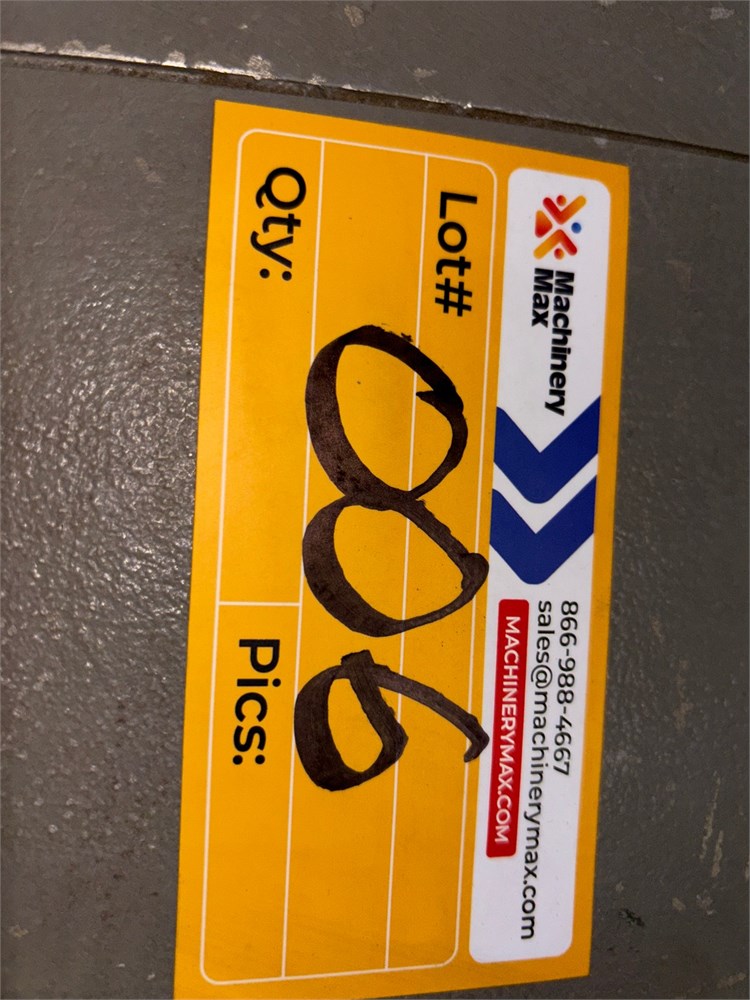 Machinery
Max
866-988-4667
sales@machinerymax.com
MACHINERYMAX.COM
Lot#
006
Qty:
Pics: